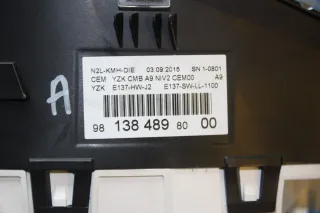 N2L-KMH-DIE 03.09.2016 SN 1-0801
CEM YZK CMB A9 NIV2 CEM00 A9
YZK E137-HW-J2 E137-SW-LL-1100
98 138 489 80 00
A